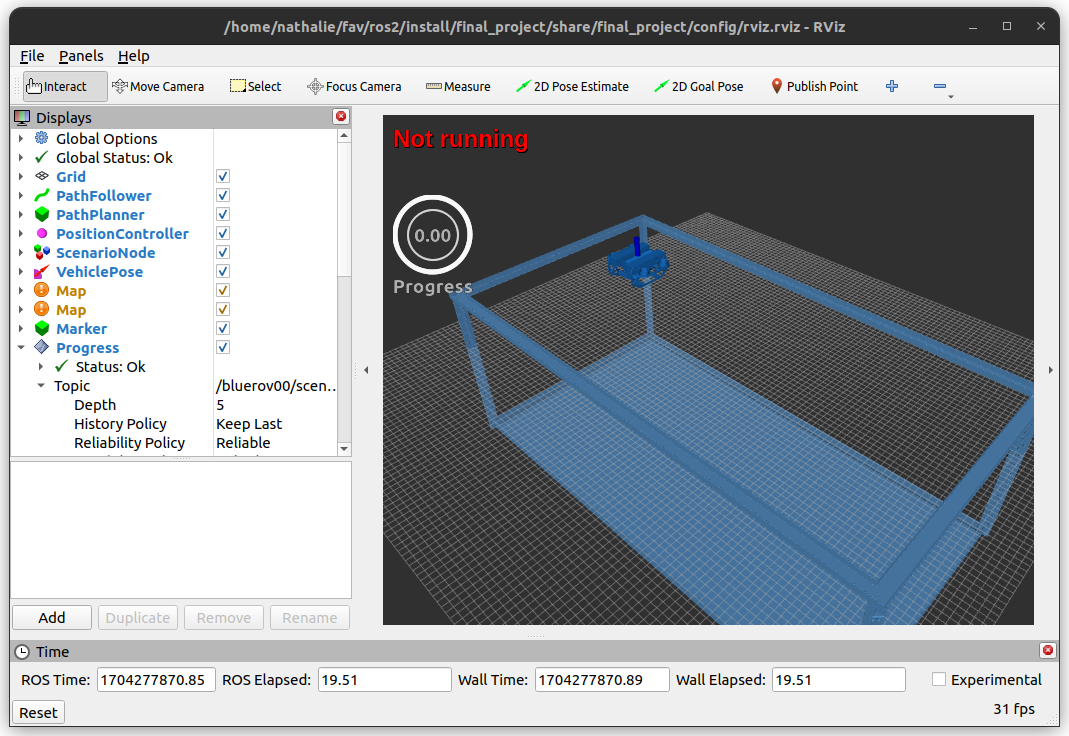 /home/nathalie/fav/ros2/install/final_project/share/final_project/config/rviz.rviz - RViz
File Panels Help
Interact Move Camera Select Focus Camera Measure 2D Pose Estimate 2D Goal Pose Publish Point
Displays
Global Options
Global Status: Ok
Grid
PathFollower
PathPlanner
PositionController
ScenarioNode
VehiclePose
Map
Map
Marker
Progress
Status: Ok
Topic /bluerov00/scen...
Depth 5
History Policy Keep Last
Reliability Policy Reliable
Add Duplicate Remove Rename
Not running
0.00
Progress
Time
ROS Time: 1704277870.85 ROS Elapsed: 19.51 Wall Time: 1704277870.89 Wall Elapsed: 19.51 Experimental
Reset 31 fps